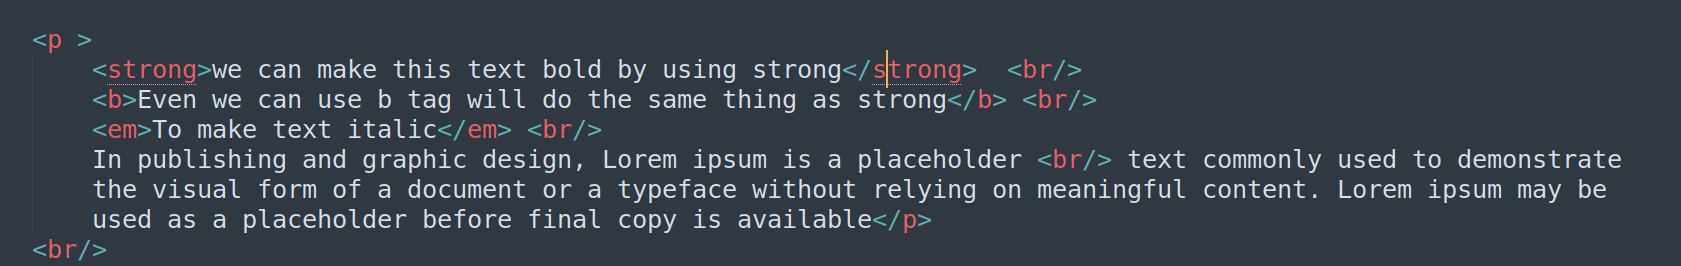 <p >
<strong>we can make this text bold by using strong</strong>  <br/>
<b>Even we can use b tag will do the same thing as strong</b> <br/>
<em>To make text italic</em> <br/>
In publishing and graphic design, Lorem ipsum is a placeholder <br/> text commonly used to demonstrate
the visual form of a document or a typeface without relying on meaningful content. Lorem ipsum may be
used as a placeholder before final copy is available</p>
<br/>